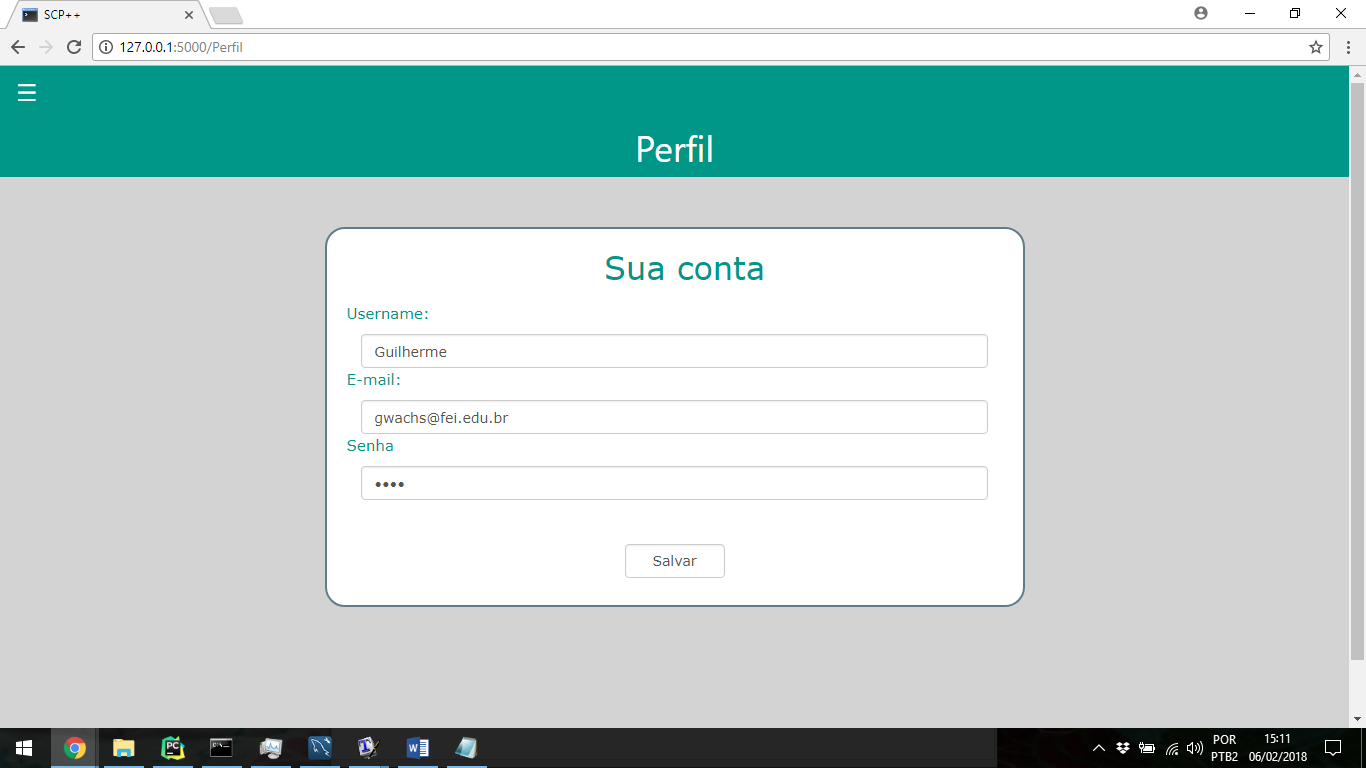 SCP++
127.0.0.1:5000/Perfil
☰
Perfil
Sua conta
Username:
Guilherme
E-mail:
gwachs@fei.edu.br
Senha
••••
Salvar
POR
PTB2
15:11
06/02/2018